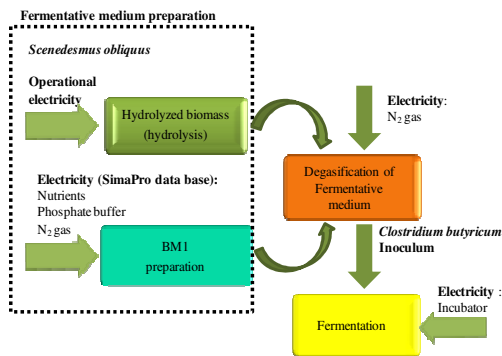 Fermentative medium preparation
Scenedesmus obliquus
Operational
electricity
Hydrolyzed biomass
(hydrolysis)
Electricity:
N2 gas
Electricity (SimaPro data base):
Nutrients
Phosphate buffer
N2 gas
Degasification of
Fermentative
medium
BM1
preparation
Clostridium butyricum
Inoculum
Electricity :
Incubator
Fermentation